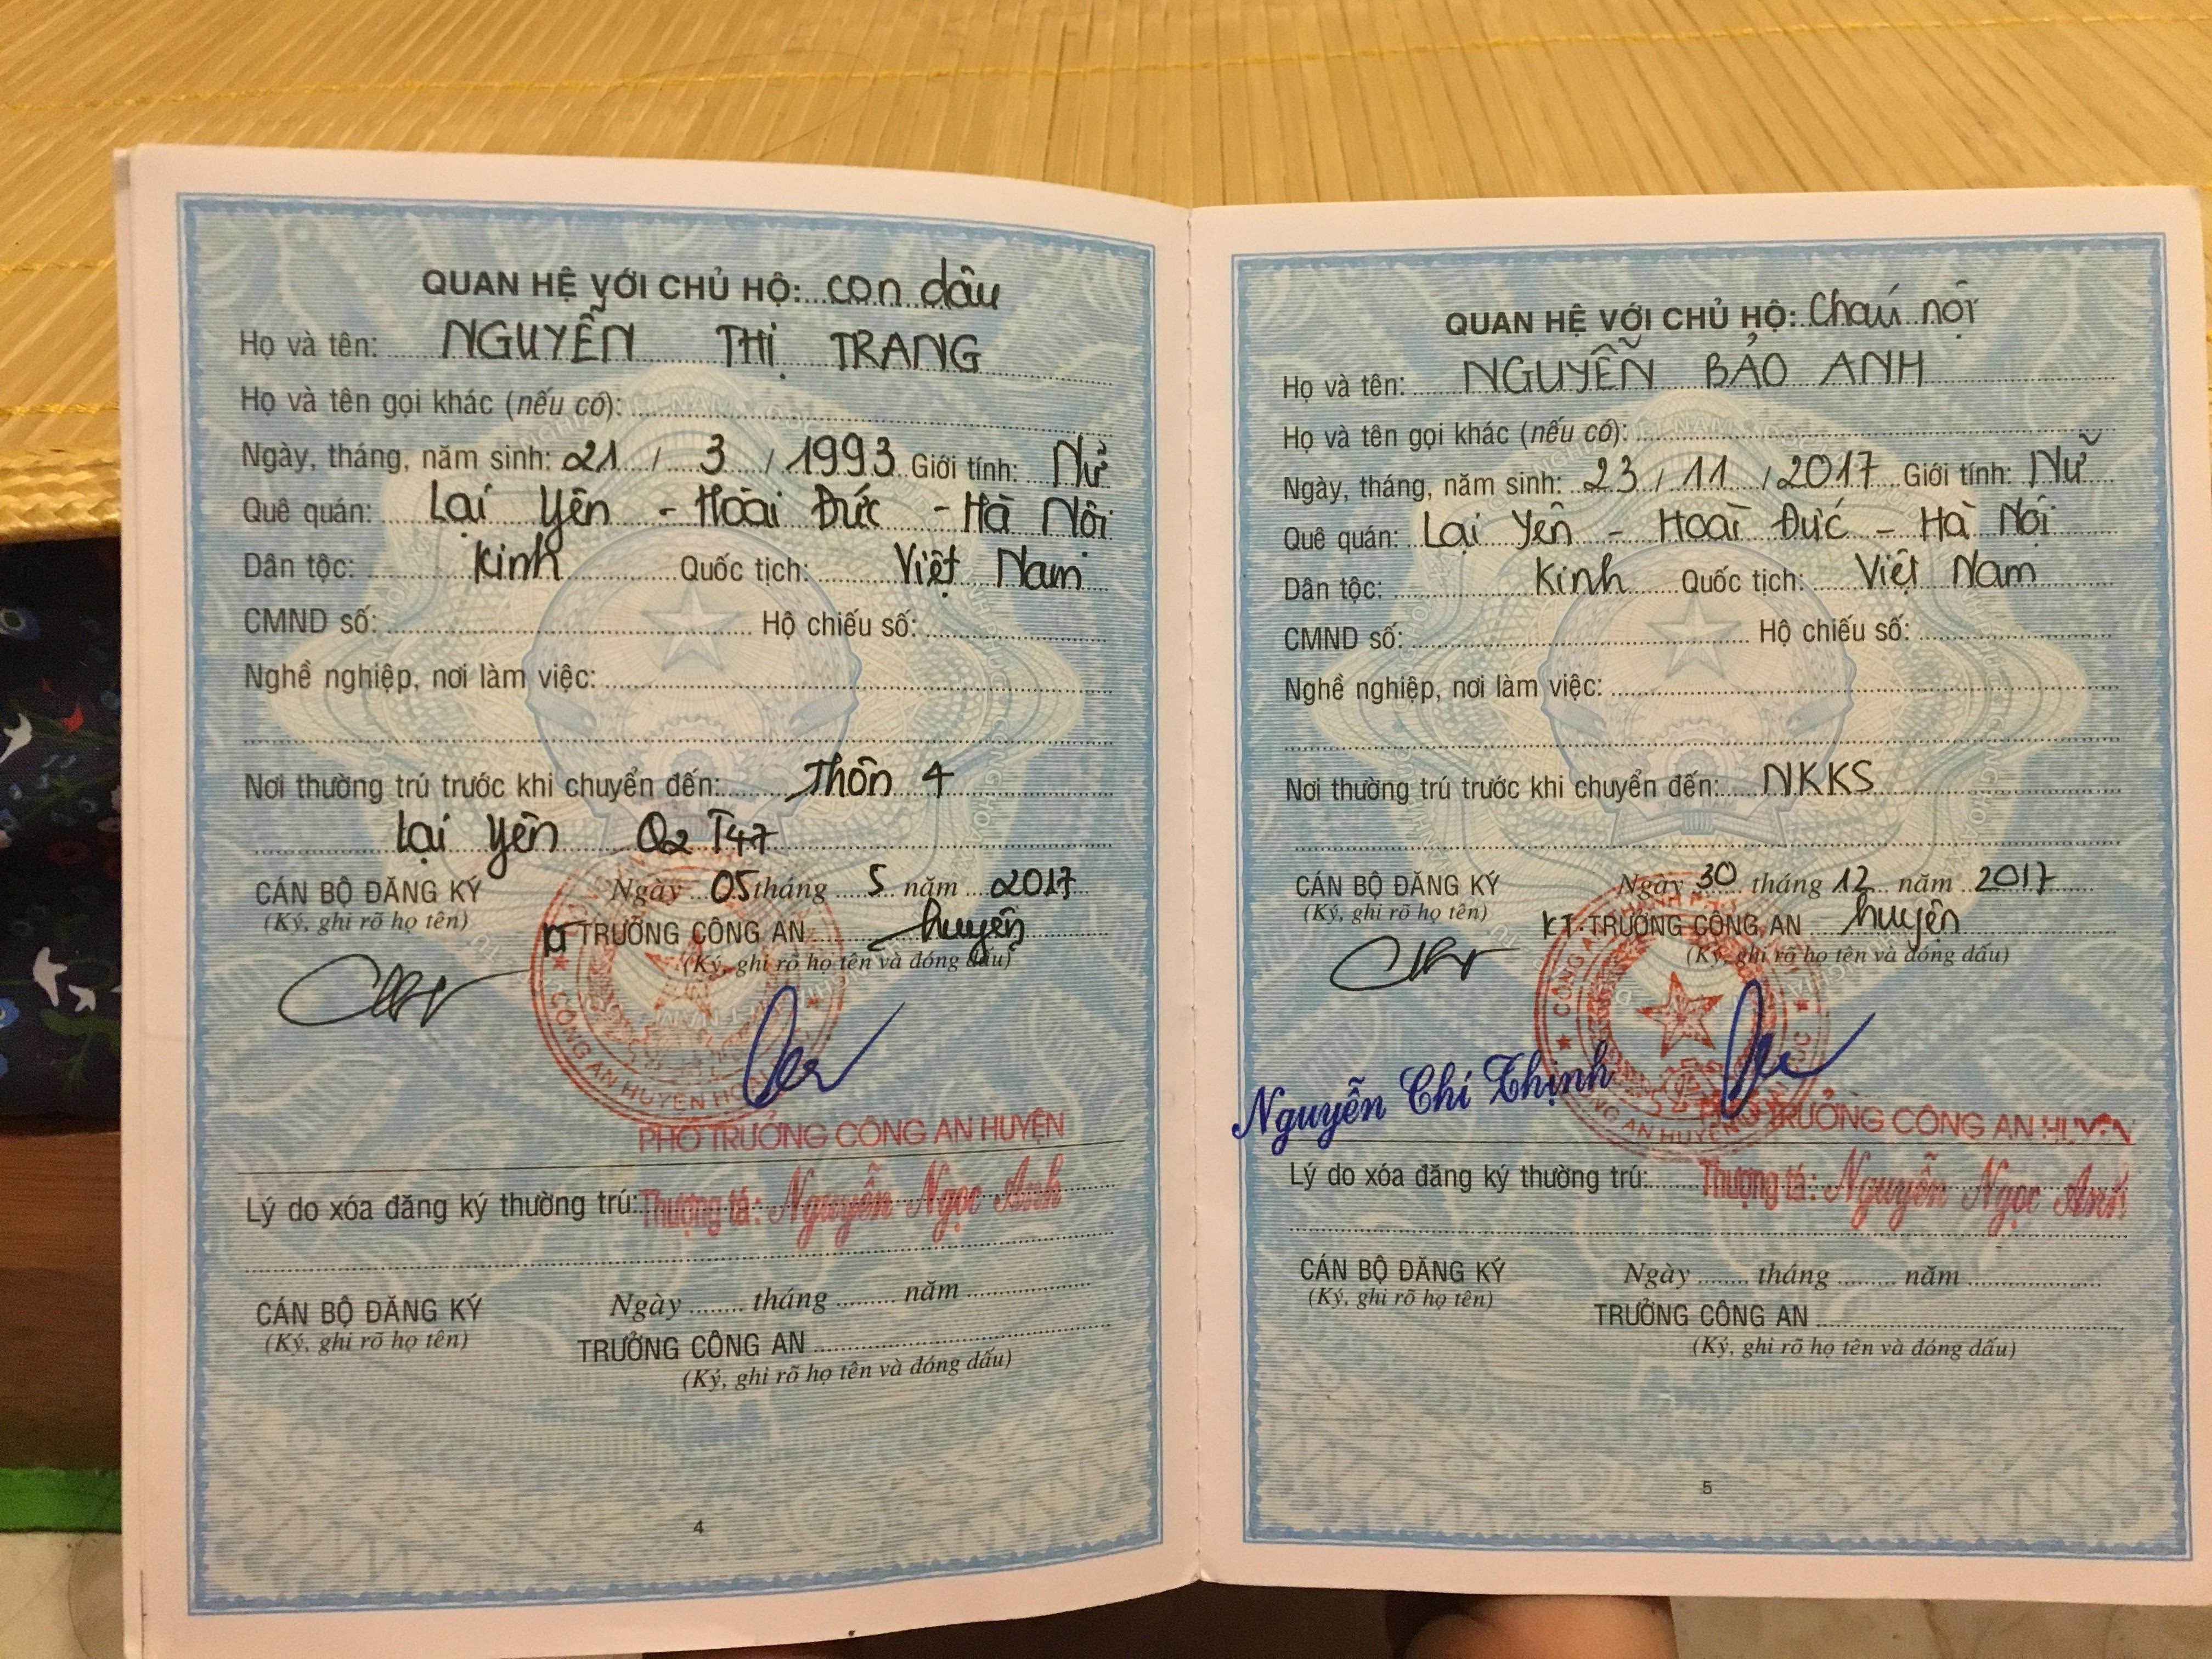 QUAN HỆ VỚI CHỦ HỘ: con dâu
Họ và tên: NGUYỄN THỊ TRANG
Họ và tên gọi khác (nếu có):
Ngày, tháng, năm sinh: 21 / 3 / 1993 Giới tính: Nữ
Quê quán: Lại Yên - Hoài Đức - Hà Nội
Dân tộc: Kinh Quốc tịch: Việt Nam
CMND số: Hộ chiếu số:
Nghề nghiệp, nơi làm việc:
Nơi thường trú trước khi chuyển đến: Thôn 4
Lại Yên Q2 T47
CÁN BỘ ĐĂNG KÝ Ngày 05 tháng 5 năm 2017
(Ký, ghi rõ họ tên) KT TRƯỞNG CÔNG AN huyện
(Ký, ghi rõ họ tên và đóng dấu)
CÔNG AN HUYỆN
PHÓ TRƯỞNG CÔNG AN HUYỆN
Lý do xóa đăng ký thường trú: Thượng tá: Nguyễn Ngọc Anh
CÁN BỘ ĐĂNG KÝ Ngày tháng năm
(Ký, ghi rõ họ tên) TRƯỞNG CÔNG AN
(Ký, ghi rõ họ tên và đóng dấu)
4
QUAN HỆ VỚI CHỦ HỘ: Cháu nội
Họ và tên: NGUYỄN BẢO ANH
Họ và tên gọi khác (nếu có):
Ngày, tháng, năm sinh: 23 / 11 / 2017 Giới tính: Nữ
Quê quán: Lại Yên - Hoài Đức - Hà Nội
Dân tộc: Kinh Quốc tịch: Việt Nam
CMND số: Hộ chiếu số:
Nghề nghiệp, nơi làm việc:
Nơi thường trú trước khi chuyển đến: NKKS
CÁN BỘ ĐĂNG KÝ Ngày 30 tháng 12 năm 2017
(Ký, ghi rõ họ tên) KT. TRƯỞNG CÔNG AN huyện
(Ký, ghi rõ họ tên và đóng dấu)
Nguyễn Chí Thịnh
TRƯỞNG CÔNG AN HUYỆN
Lý do xóa đăng ký thường trú: Thượng tá: Nguyễn Ngọc Anh
CÁN BỘ ĐĂNG KÝ Ngày tháng năm
(Ký, ghi rõ họ tên) TRƯỞNG CÔNG AN
(Ký, ghi rõ họ tên và đóng dấu)
5